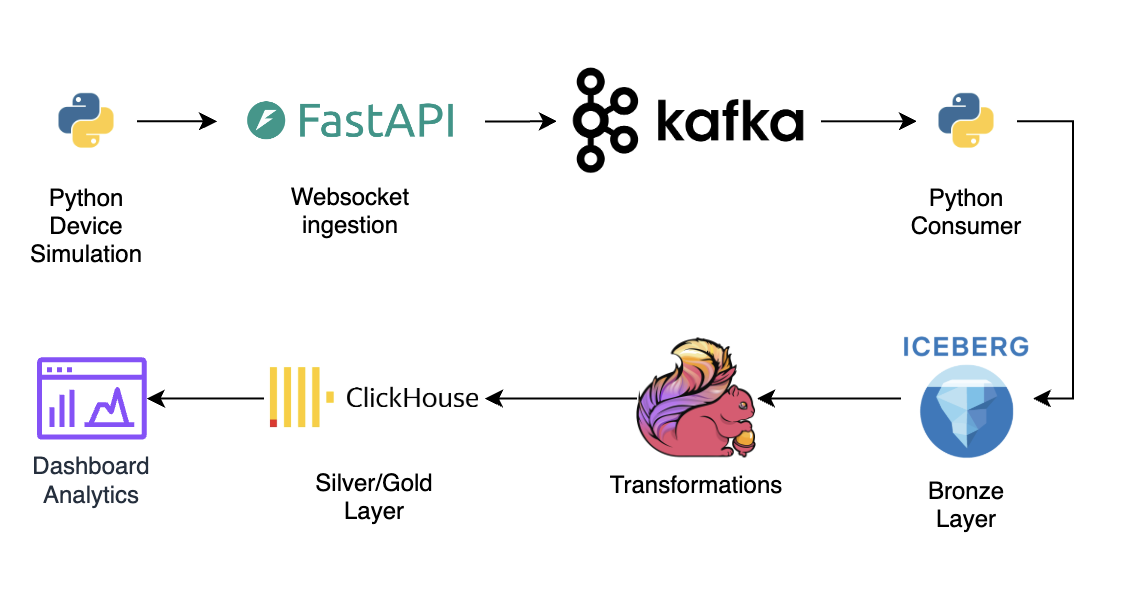 FastAPI
kafka
Python
Device
Simulation
Websocket
ingestion
Python
Consumer
ICEBERG
ClickHouse
Dashboard
Analytics
Silver/Gold
Layer
Transformations
Bronze
Layer